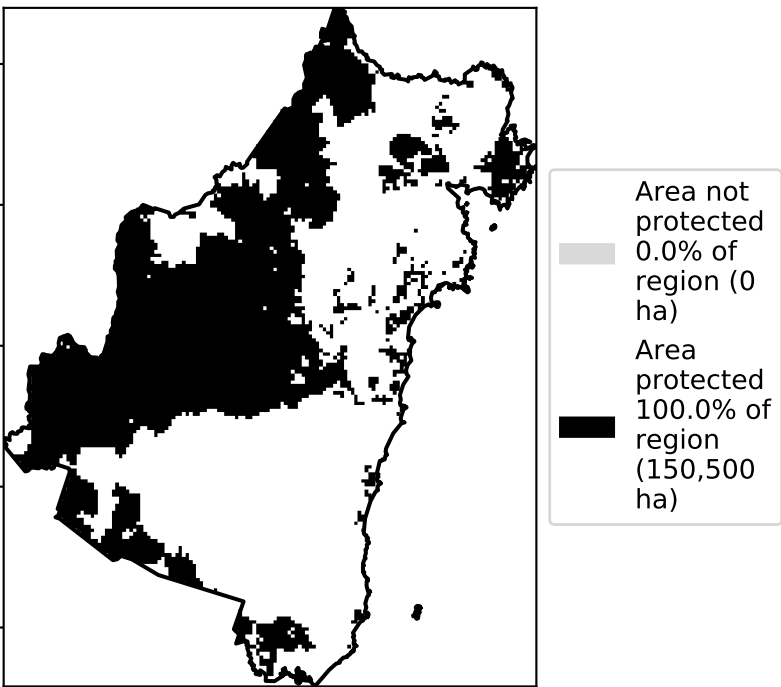 Area not
protected
0.0% of
region (0
ha)
Area
protected
100.0% of
region
(150,500
ha)